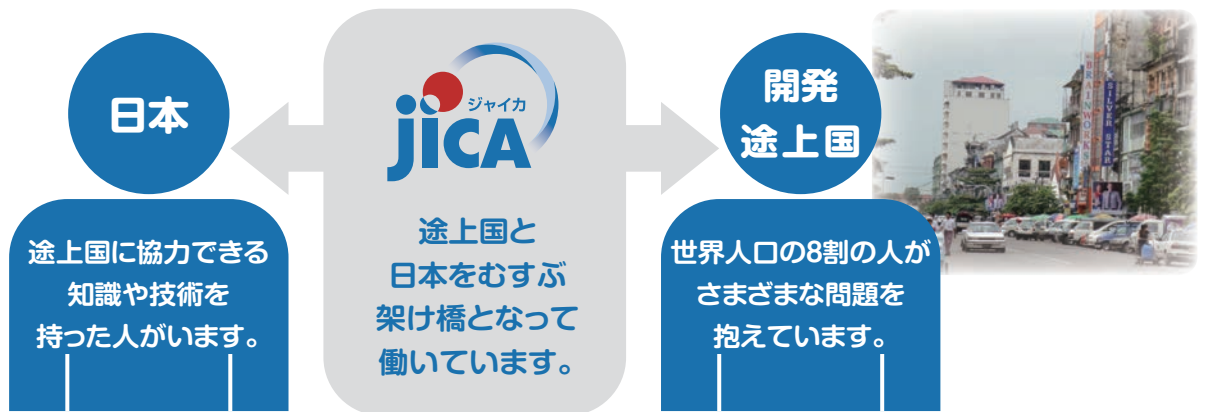 日本
途上国に協力できる
知識や技術を
持った人がいます。
ジャイカ
jICA
途上国と
日本をむすぶ
架け橋となって
働いています。
開発
途上国
世界人口の8割の人が
さまざまな問題を
抱えています。
BRAINWORKS
SILVER STAR